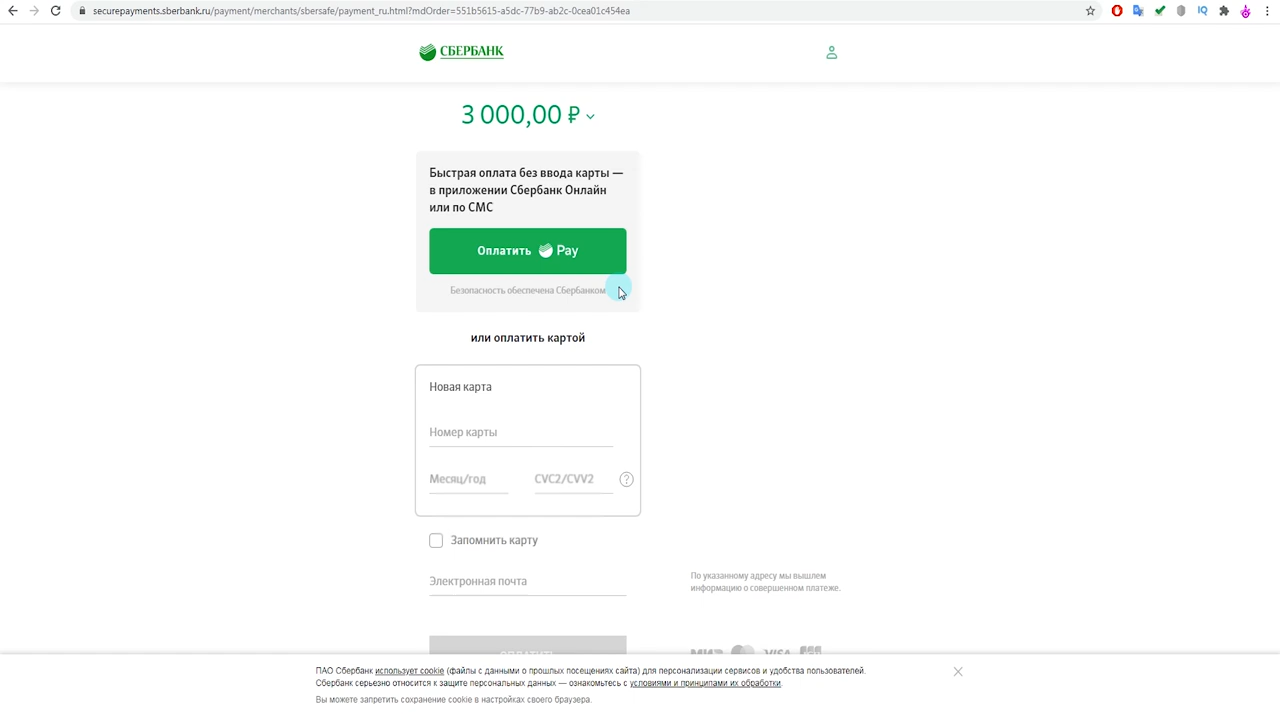 securepayments.sberbank.ru/payment/merchants/sbersafe/payment_ru.html?mdOrder=551b5615-a5dc-77b9-ab2c-0cea01c454ea
СБЕРБАНК
3 000,00 ₽
Быстрая оплата без ввода карты —
в приложении Сбербанк Онлайн
или по СМС
Оплатить Pay
Безопасность обеспечена Сбербанком
или оплатить картой
Новая карта
Номер карты
Месяц/год CVC2/CVV2 ?
Запомнить карту
Электронная почта
По указанному адресу мы вышлем
информацию о совершенном платеже.
ОПЛАТИТЬ
МИР VISA JCB
ПАО Сбербанк использует cookie (файлы с данными о прошлых посещениях сайта) для персонализации сервисов и удобства пользователей.
Сбербанк серьезно относится к защите персональных данных — ознакомьтесь с условиями и принципами их обработки.
Вы можете запретить сохранение cookie в настройках своего браузера.